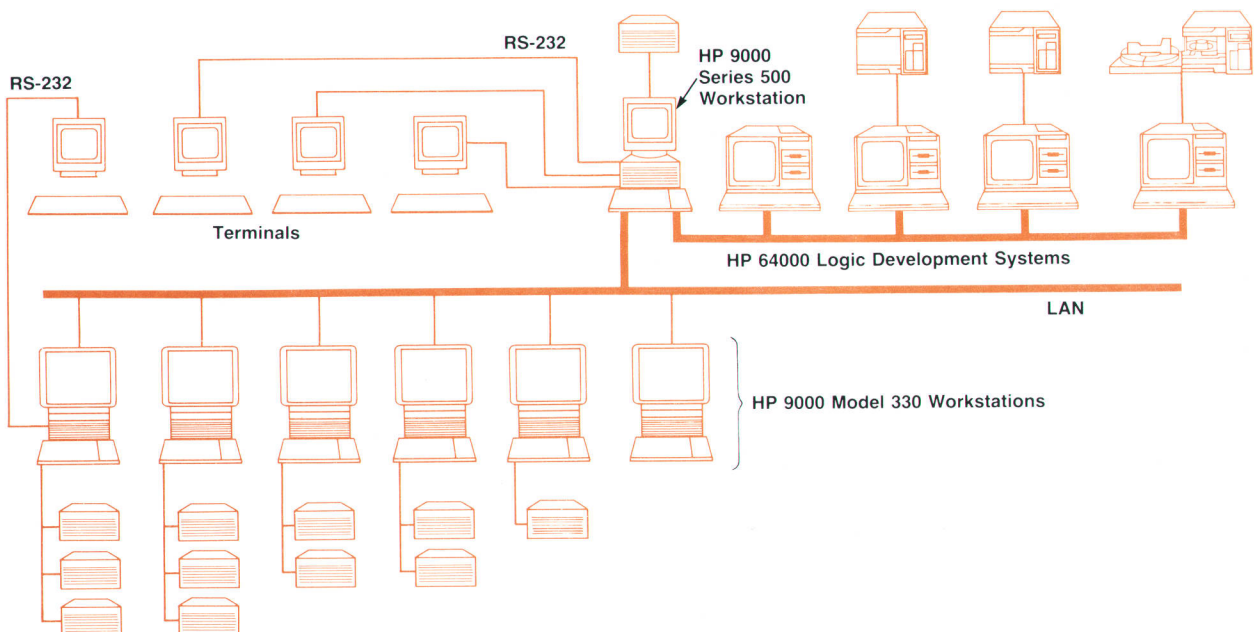 RS-232
RS-232
HP 9000
Series 500
Workstation
Terminals
HP 64000 Logic Development Systems
LAN
HP 9000 Model 330 Workstations